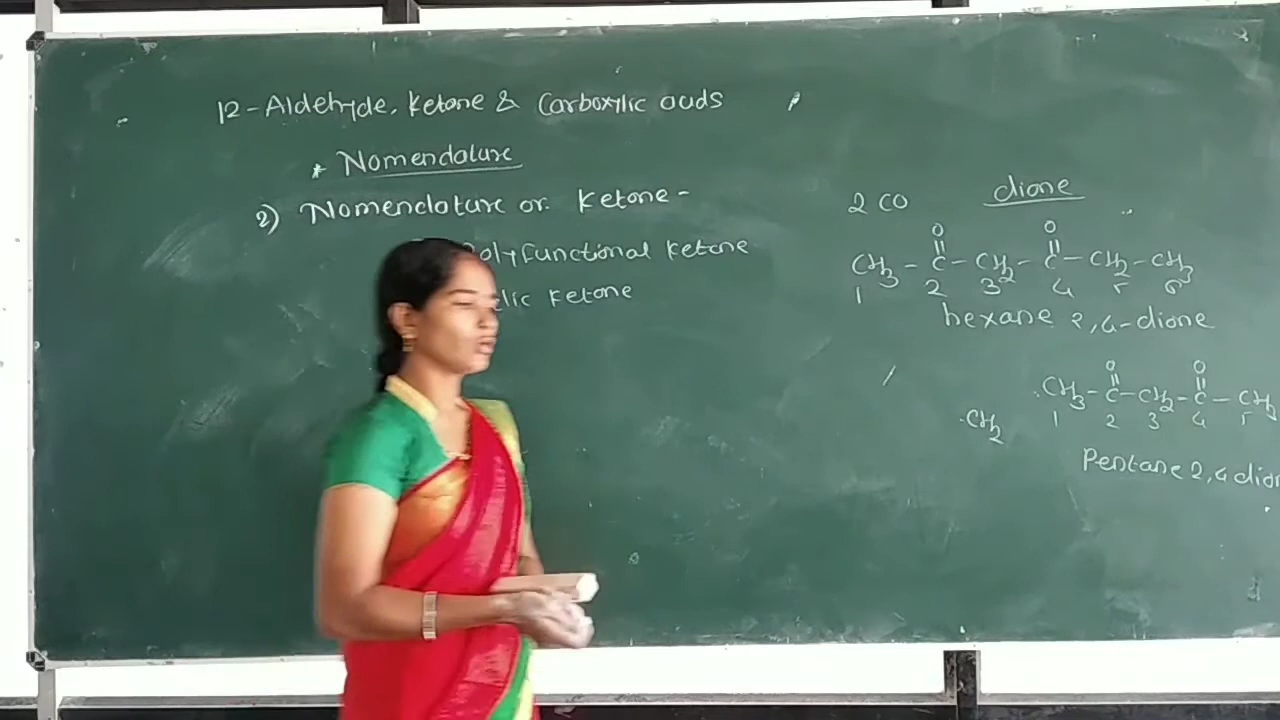 12-Aldehyde, Ketone & Carboxylic acids
* Nomenclature
2) Nomenclature of Ketone-
olyfunctional Ketone
lic Ketone
2 CO dione
O O
CH3 - C - CH2 - C - CH2 - CH3
1 2 3 4 5 6
hexane 2,4-dione
O O
CH3 - C - CH2 - C - CH3
CH2
1 2 3 4 5
Pentane 2,4 dion